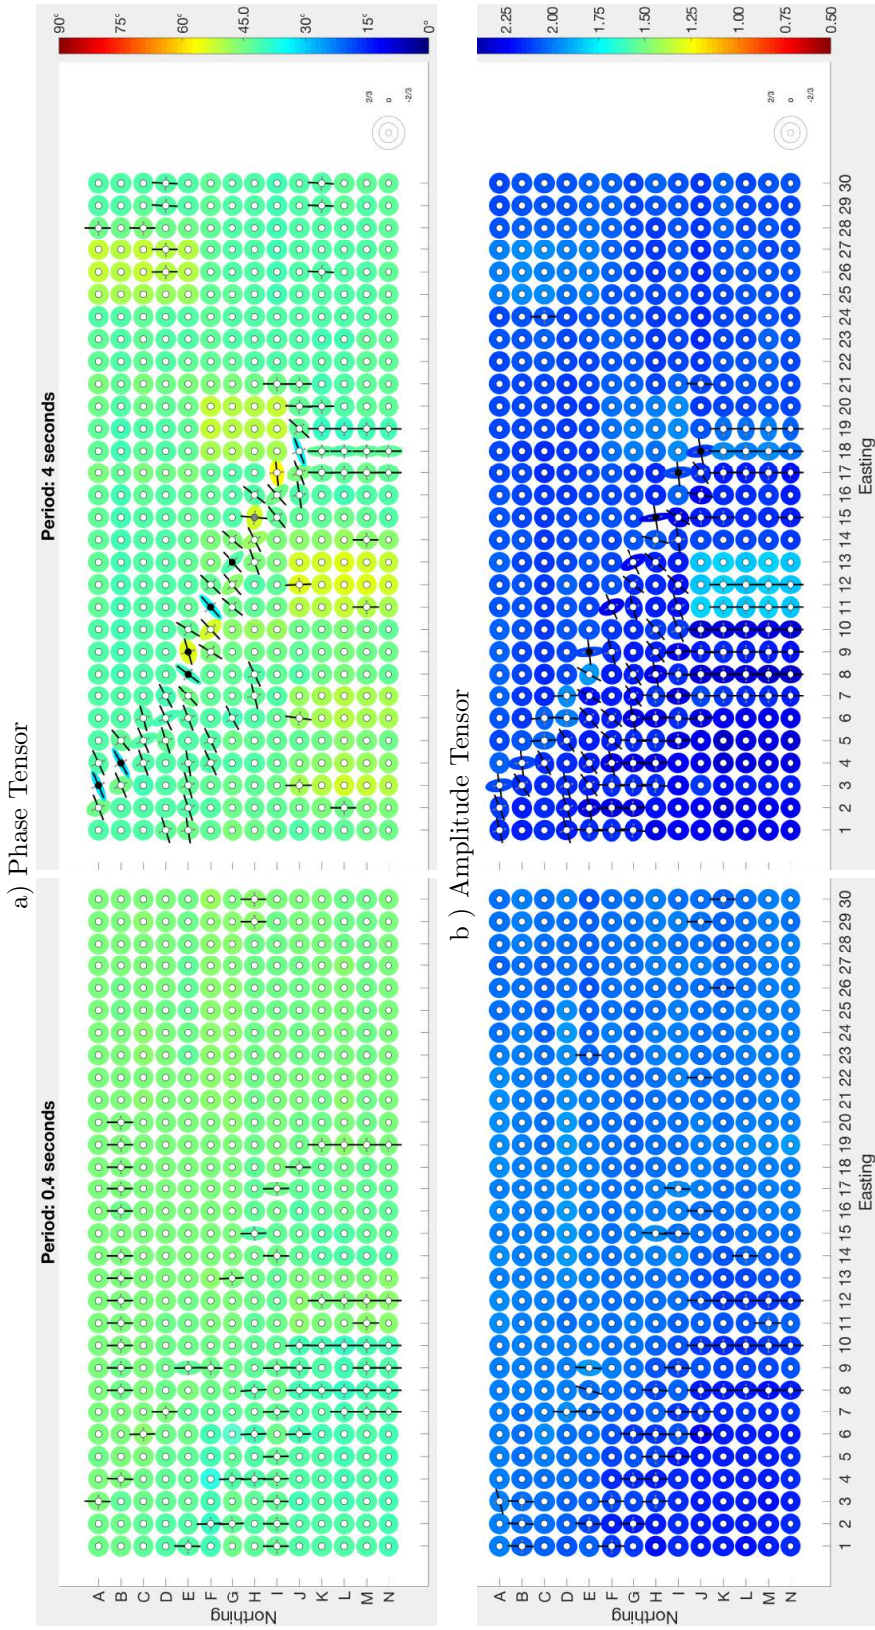 a) Phase Tensor
Period: 0.4 seconds
Period: 4 seconds
Northing
A
B
C
D
E
F
G
H
I
J
K
L
M
N
2/3
0
-2/3
90c
75°
60c
45.0
30°
15c
0°
b ) Amplitude Tensor
Northing
A
B
C
D
E
F
G
H
I
J
K
L
M
N
1 2 3 4 5 6 7 8 9 10 11 12 13 14 15 16 17 18 19 20 21 22 23 24 25 26 27 28 29 30
Easting
1 2 3 4 5 6 7 8 9 10 11 12 13 14 15 16 17 18 19 20 21 22 23 24 25 26 27 28 29 30
Easting
2/3
0
-2/3
2.25
2.00
1.75
1.50
1.25
1.00
0.75
0.50